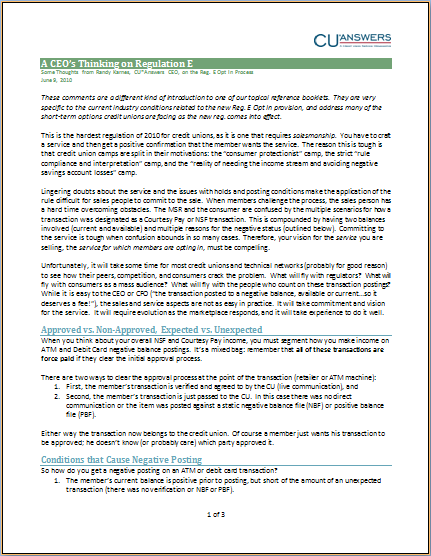 CU*ANSWERS
A CREDIT UNION SERVICE ORGANIZATION
A CEO's Thinking on Regulation E
Some Thoughts from Randy Karnes, CU*Answers CEO, on the Reg. E Opt In Process
June 9, 2010
These comments are a different kind of introduction to one of our topical reference booklets. They are very
specific to the current industry conditions related to the new Reg. E Opt In provision, and address many of the
short-term options credit unions are facing as the new reg. comes into effect.
This is the hardest regulation of 2010 for credit unions, as it is one that requires salesmanship. You have to craft
a service and then get a positive confirmation that the member wants the service. The reason this is tough is
that credit union camps are split in their motivations: the "consumer protectionist" camp, the strict "rule
compliance and interpretation" camp, and the "reality of needing the income stream and avoiding negative
savings account losses" camp.
Lingering doubts about the service and the issues with holds and posting conditions make the application of the
rule difficult for sales people to commit to the sale. When members challenge the process, the sales person has
a hard time overcoming obstacles. The MSR and the consumer are confused by the multiple scenarios for how a
transaction was designated as a Courtesy Pay or NSF transaction. This is compounded by having two balances
involved (current and available) and multiple reasons for the negative status (outlined below). Committing to
the service is tough when confusion abounds in so many cases. Therefore, your vision for the service you are
selling, the service for which members are opting in, must be compelling.
Unfortunately, it will take some time for most credit unions and technical networks (probably for good reason)
to see how their peers, competition, and consumers crack the problem. What will fly with regulators? What will
fly with consumers as a mass audience? What will fly with the people who count on these transaction postings?
While it is easy to the CEO or CFO ("the transaction posted to a negative balance, available or current...so it
deserves a fee!"), the sales and service aspects are not as easy in practice. It will take commitment and vision
for the service. It will require evolution as the marketplace responds, and it will take experience to do it well.
Approved vs. Non-Approved, Expected vs. Unexpected
When you think about your overall NSF and Courtesy Pay income, you must segment how you make income on
ATM and Debit Card negative balance postings. It's a mixed bag: remember that all of these transactions are
force paid if they clear the initial approval process.
There are two ways to clear the approval process at the point of the transaction (retailer or ATM machine):
1. First, the member's transaction is verified and agreed to by the CU (live communication), and
2. Second, the member's transaction is just passed to the CU. In this case there was no direct
communication or the item was posted against a static negative balance file (NBF) or positive balance
file (PBF).
Either way the transaction now belongs to the credit union. Of course a member just wants his transaction to
be approved; he doesn't know (or probably care) which party approved it.
Conditions that Cause Negative Posting
So how do you get a negative posting on an ATM or debit card transaction?
1. The member's current balance is positive prior to posting, but short of the amount of an unexpected
transaction (there was no verification or NBF or PBF).
1 of 3